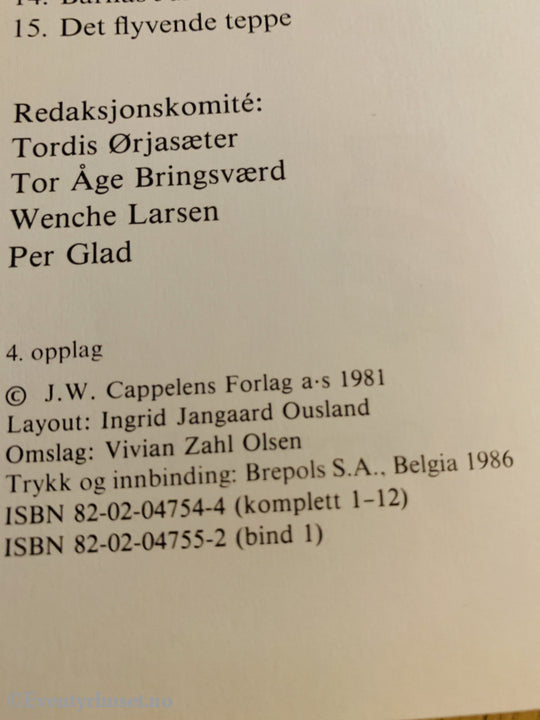 15. Det flyvende teppe
Redaksjonskomité:
Tordis Ørjasæter
Tor Åge Bringsværd
Wenche Larsen
Per Glad
4. opplag
© J.W. Cappelens Forlag a·s 1981
Layout: Ingrid Jangaard Ousland
Omslag: Vivian Zahl Olsen
Trykk og innbinding: Brepols S.A., Belgia 1986
ISBN 82-02-04754-4 (komplett 1–12)
ISBN 82-02-04755-2 (bind 1)